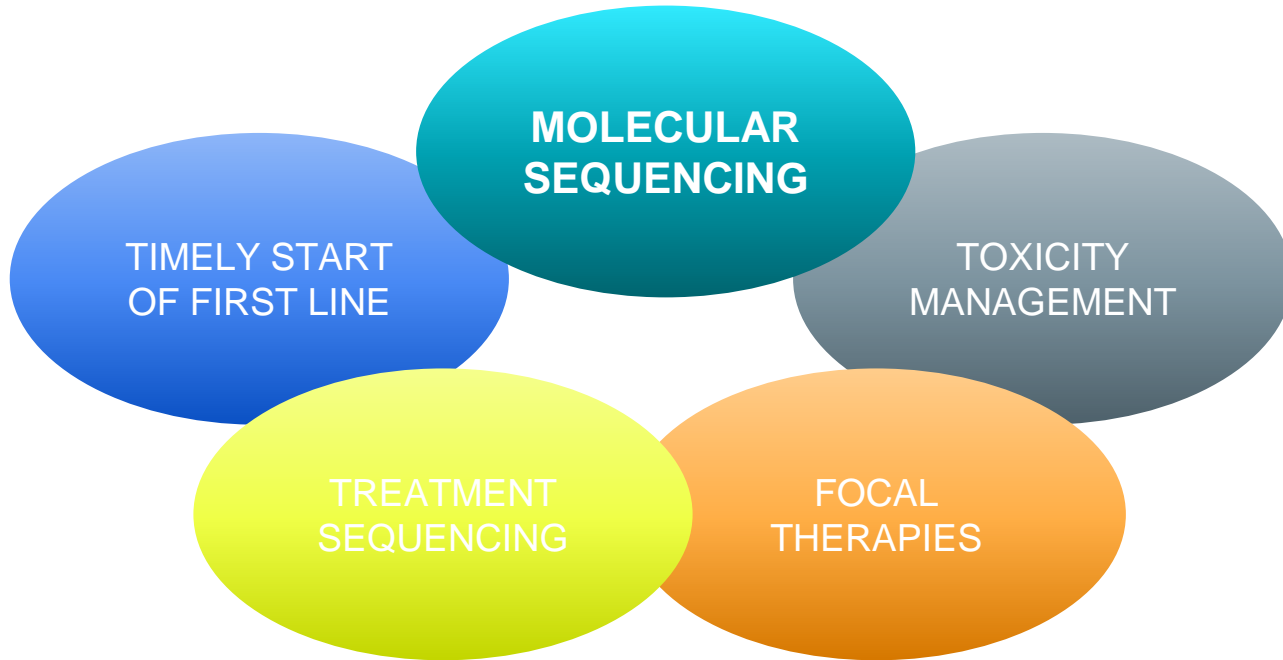 MOLECULAR
SEQUENCING
TIMELY START
OF FIRST LINE
TOXICITY
MANAGEMENT
TREATMENT
SEQUENCING
FOCAL
THERAPIES